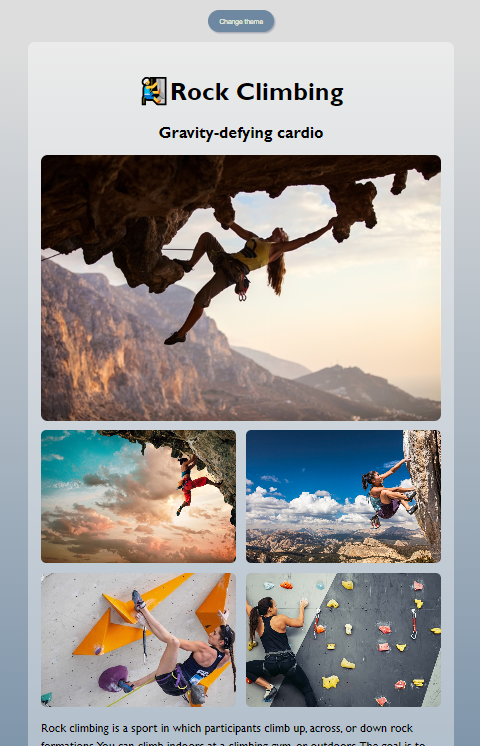 Change theme
Rock Climbing
Gravity-defying cardio
Rock climbing is a sport in which participants climb up, across, or down rock
formations. You can climb indoors at a climbing gym, or outdoors. The goal is to